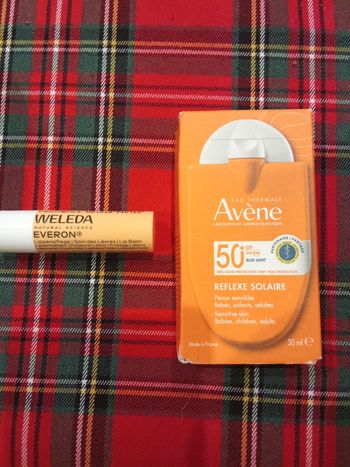 WELEDA
NATURAL SCIENCE
EVERON®
Lippenpflege | Soin des Lèvres | Lip Balm
EAU THERMALE
Avène
LABORATOIRE DERMATOLOGIQUE
50+ SPF
BLUE LIGHT
REFLEXE SOLAIRE
Peaux sensibles
Bébés, enfants, adultes
Sensitive skin
Babies, children, adults
Made in France
30 ml e